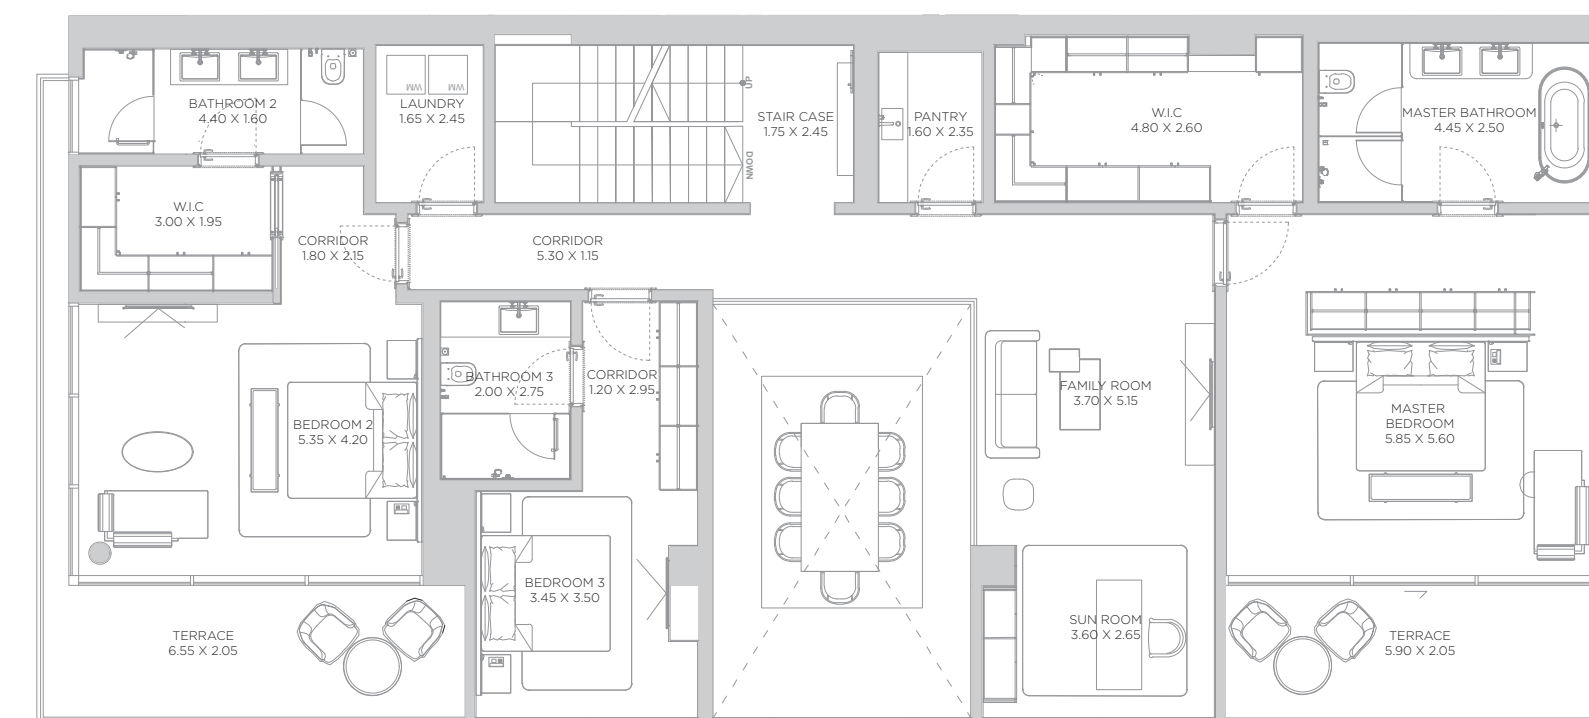 BATHROOM 2
4.40 X 1.60
WM
WM
LAUNDRY
1.65 X 2.45
UP
DOWN
STAIR CASE
1.75 X 2.45
PANTRY
1.60 X 2.35
W.I.C
4.80 X 2.60
MASTER BATHROOM
4.45 X 2.50
W.I.C
3.00 X 1.95
CORRIDOR
1.80 X 2.15
CORRIDOR
5.30 X 1.15
BATHROOM 3
2.00 X 2.75
CORRIDOR
1.20 X 2.95
FAMILY ROOM
3.70 X 5.15
BEDROOM 2
5.35 X 4.20
MASTER
BEDROOM
5.85 X 5.60
BEDROOM 3
3.45 X 3.50
TERRACE
6.55 X 2.05
SUN ROOM
3.60 X 2.65
TERRACE
5.90 X 2.05